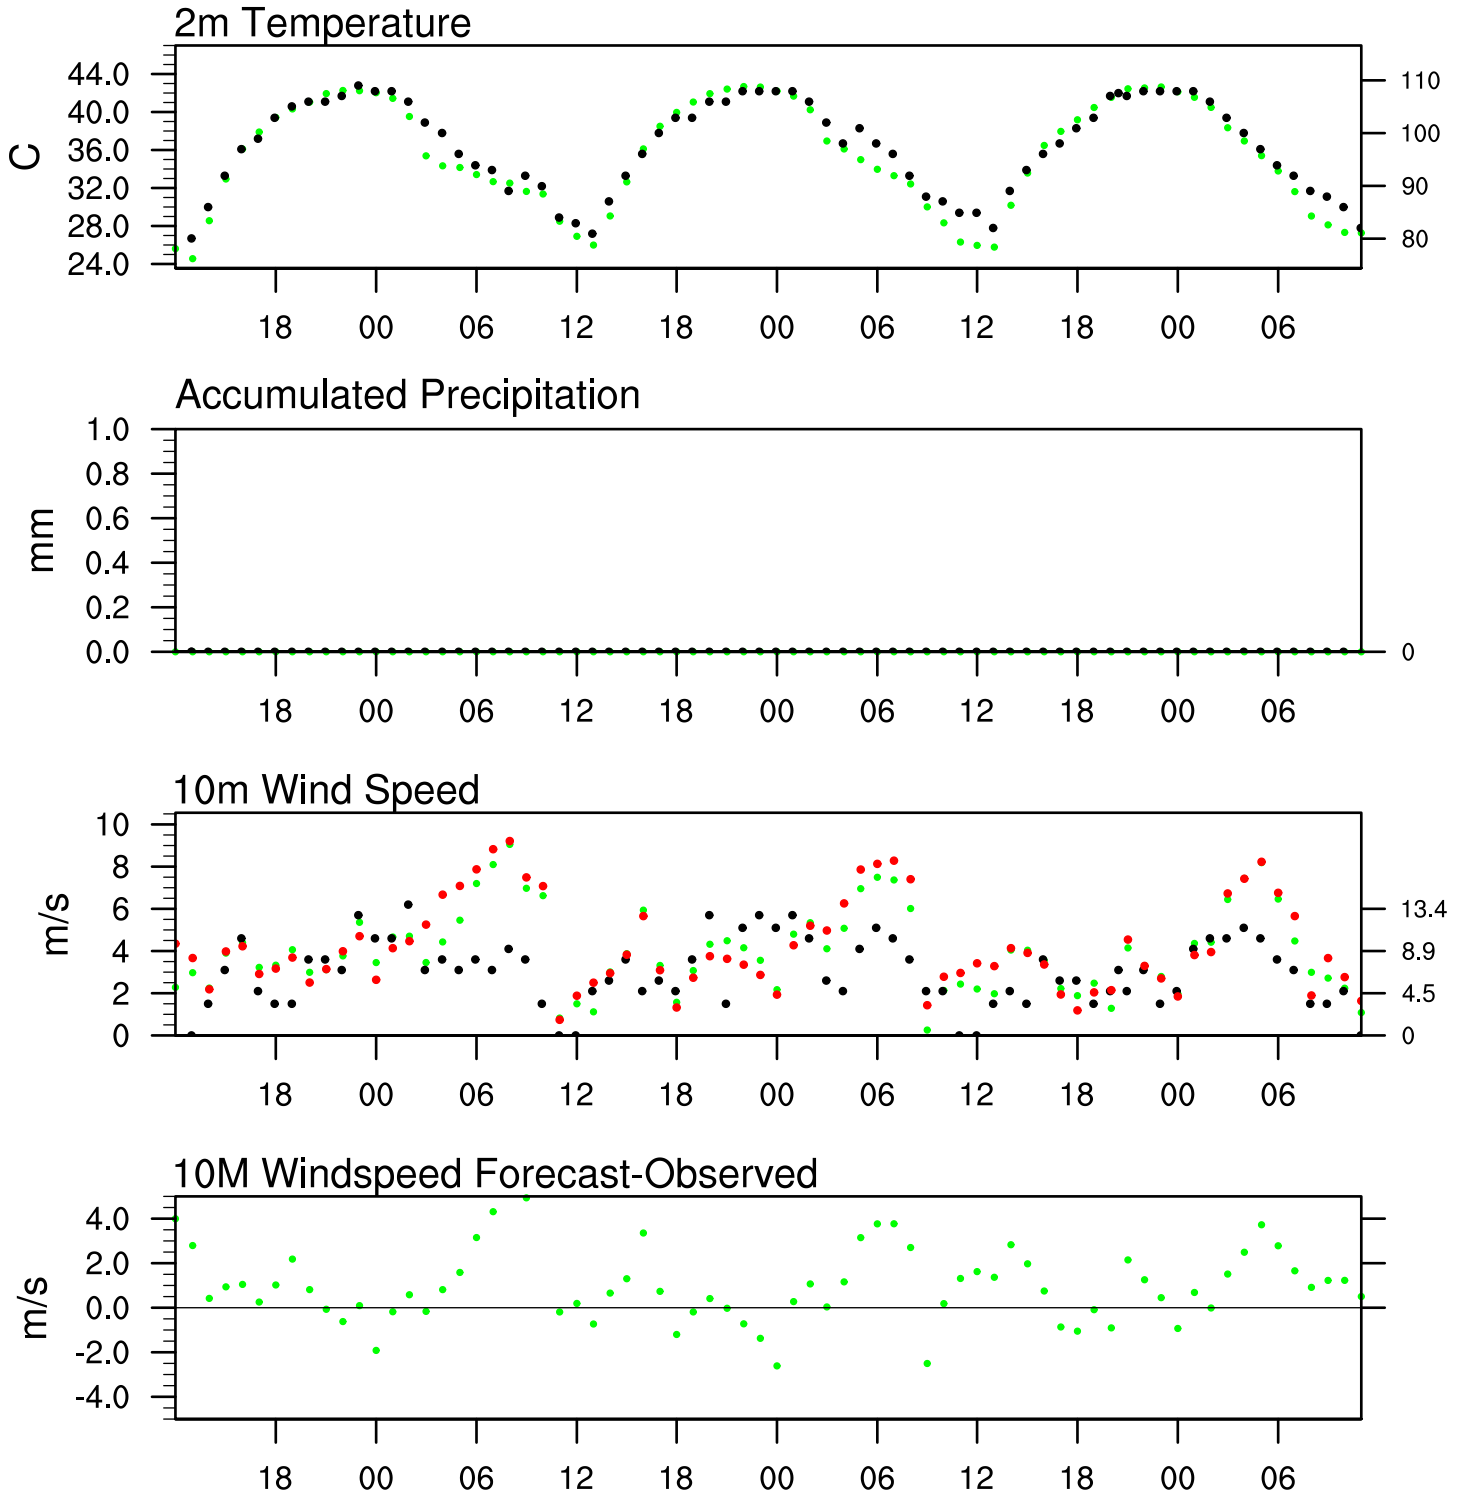 2m Temperature
44.0
40.0
36.0
32.0
28.0
24.0
C
110
100
90
80
18 00 06 12 18 00 06 12 18 00 06
Accumulated Precipitation
1.0
0.8
0.6
0.4
0.2
0.0
mm
0
18 00 06 12 18 00 06 12 18 00 06
10m Wind Speed
10
8
6
4
2
0
m/s
13.4
8.9
4.5
0
18 00 06 12 18 00 06 12 18 00 06
10M Windspeed Forecast-Observed
4.0
2.0
0.0
-2.0
-4.0
m/s
18 00 06 12 18 00 06 12 18 00 06